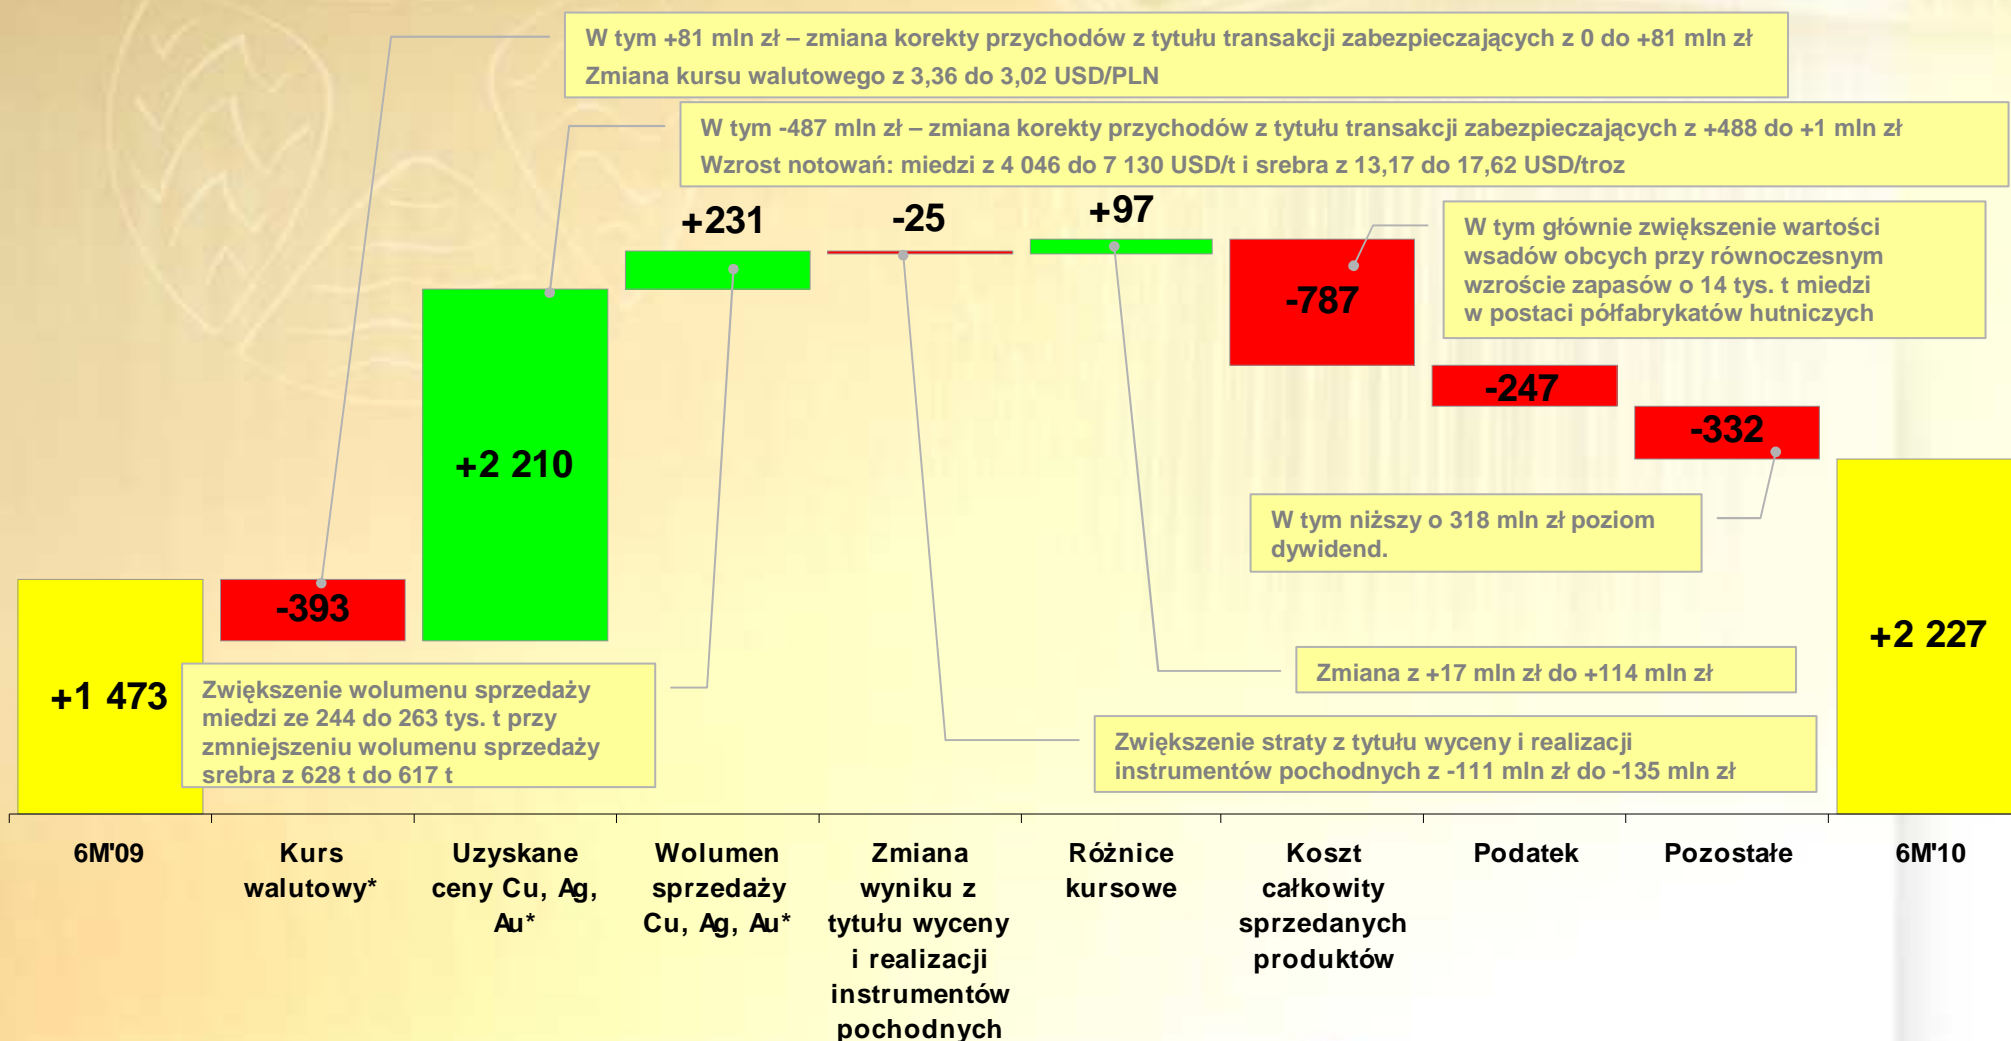 W tym +81 mln zł – zmiana korekty przychodów z tytułu transakcji zabezpieczających z 0 do +81 mln zł
Zmiana kursu walutowego z 3,36 do 3,02 USD/PLN
W tym -487 mln zł – zmiana korekty przychodów z tytułu transakcji zabezpieczających z +488 do +1 mln zł
Wzrost notowań: miedzi z 4 046 do 7 130 USD/t i srebra z 13,17 do 17,62 USD/troz
+231
-25
+97
W tym głównie zwiększenie wartości
wsadów obcych przy równoczesnym
wzroście zapasów o 14 tys. t miedzi
w postaci półfabrykatów hutniczych
-787
-247
-332
+2 210
W tym niższy o 318 mln zł poziom
dywidend.
-393
+2 227
+1 473
Zwiększenie wolumenu sprzedaży
miedzi ze 244 do 263 tys. t przy
zmniejszeniu wolumenu sprzedaży
srebra z 628 t do 617 t
Zmiana z +17 mln zł do +114 mln zł
Zwiększenie straty z tytułu wyceny i realizacji
instrumentów pochodnych z -111 mln zł do -135 mln zł
6M'09
Kurs
walutowy*
Uzyskane
ceny Cu, Ag,
Au*
Wolumen
sprzedaży
Cu, Ag, Au*
Zmiana
wyniku z
tytułu wyceny
i realizacji
instrumentów
pochodnych
Różnice
kursowe
Koszt
całkowity
sprzedanych
produktów
Podatek
Pozostałe
6M'10